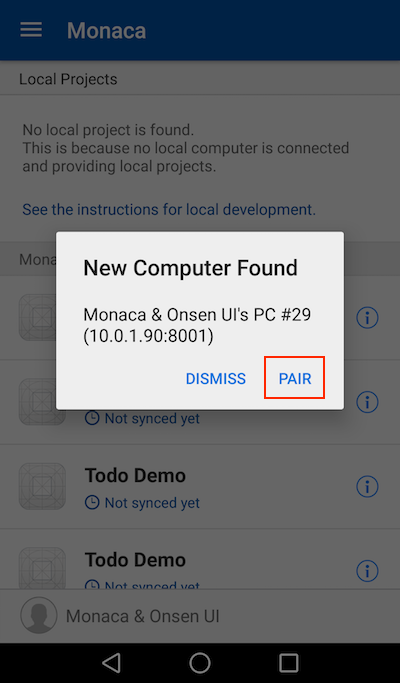 Monaca
Local Projects
No local project is found.
This is because no local computer is connected
and providing local projects.
See the instructions for local development.
Mona
New Computer Found
Monaca & Onsen UI's PC #29
(10.0.1.90:8001)
DISMISS PAIR
Not synced yet
Todo Demo
Not synced yet
Todo Demo
Not synced yet
Monaca & Onsen UI